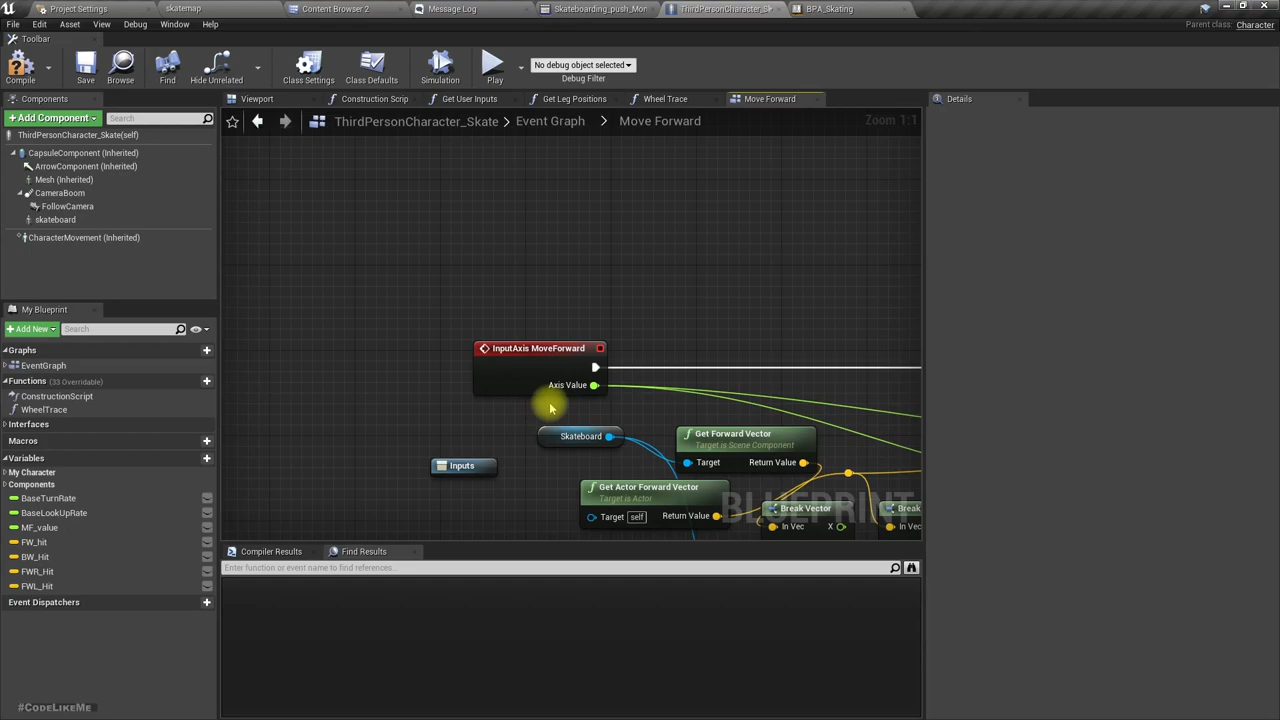 Project Settings
skatemap
Content Browser 2
Message Log
Skateboarding_push_Mon
ThirdPersonCharacter_Sk
BPA_Skating
File Edit Asset View Debug Window Help
Parent class: Character
Toolbar
Compile
Save
Browse
Find
Hide Unrelated
Class Settings
Class Defaults
Simulation
Play
No debug object selected
Debug Filter
Components
+ Add Component
Search
ThirdPersonCharacter_Skate(self)
CapsuleComponent (Inherited)
ArrowComponent (Inherited)
Mesh (Inherited)
CameraBoom
FollowCamera
skateboard
CharacterMovement (Inherited)
My Blueprint
+ Add New
Search
Graphs
EventGraph
Functions (33 Overridable)
ConstructionScript
WheelTrace
Interfaces
Macros
Variables
My Character
Components
BaseTurnRate
BaseLookUpRate
MF_value
FW_hit
BW_Hit
FWR_Hit
FWL_Hit
Event Dispatchers
#CodeLikeMe
Viewport
Construction Scrip
Get User Inputs
Get Leg Positions
Wheel Trace
Move Forward
ThirdPersonCharacter_Skate > Event Graph > Move Forward
Zoom 1:1
InputAxis MoveForward
Axis Value
Skateboard
Inputs
Get Forward Vector
Target is Scene Component
Target Return Value
Get Actor Forward Vector
Target is Actor
Target self Return Value
Break Vector
In Vec X
Break
In Vec
BLUEPRINT
Compiler Results
Find Results
Enter function or event name to find references...
Details